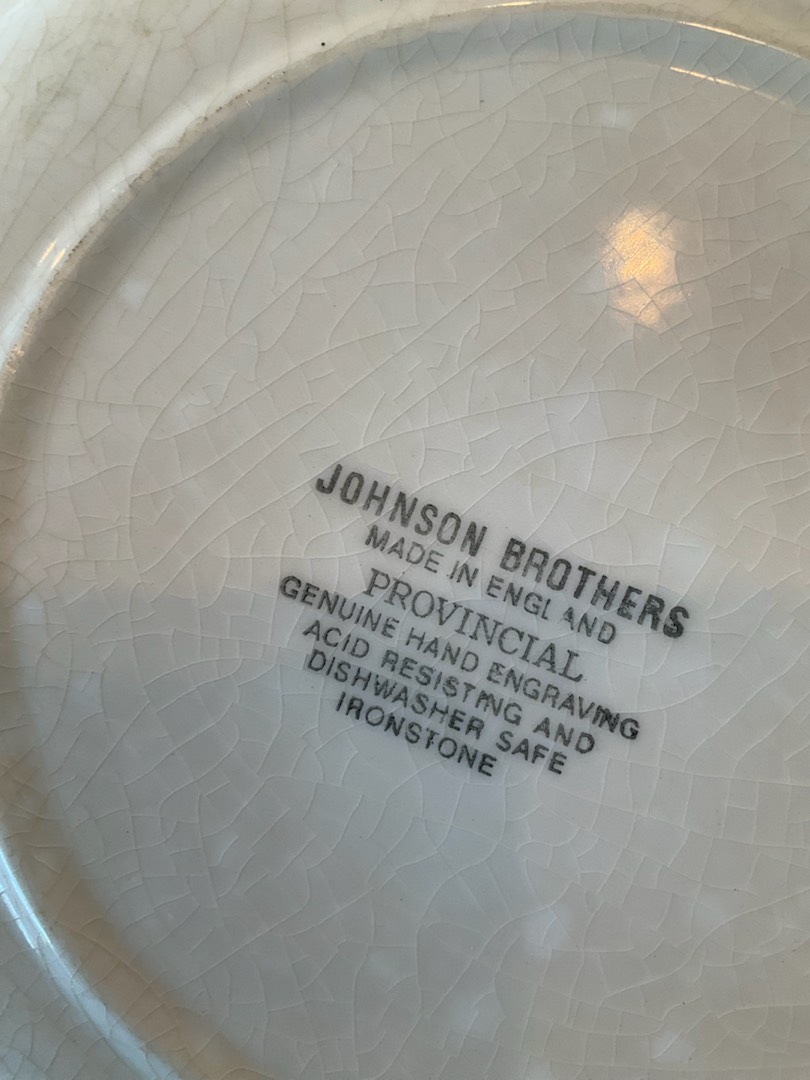 JOHNSON BROTHERS
MADE IN ENGLAND
PROVINCIAL
GENUINE HAND ENGRAVING
ACID RESISTING AND
DISHWASHER SAFE
IRONSTONE